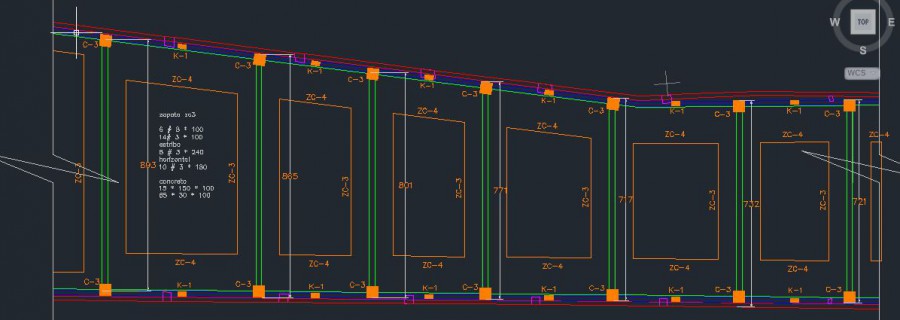 W
TOP
E
S
WCS
C-3
K-1
C-3
K-1
C-3
K-1
C-3
K-1
C-3
K-1
C-3
K-1
C-3
ZC-4
ZC-4
ZC-4
ZC-4
ZC-4
ZC-4
ZC-4
zapata zc3
6 # 8 * 100
14# 3 * 100
estribo
8 # 3 * 240
horizontal
10 # 3 * 180
concreto
15 * 150 * 100
85 * 30 * 100
ZC-3
893
ZC-3
865
ZC-3
801
ZC-3
771
ZC-3
717
ZC-3
732
ZC-3
721
ZC-4
ZC-4
ZC-4
ZC-4
ZC-4
ZC-4
C-3
K-1
C-3
K-1
C-3
K-1
C-3
K-1
C-3
K-1
C-3
K-1
C-3